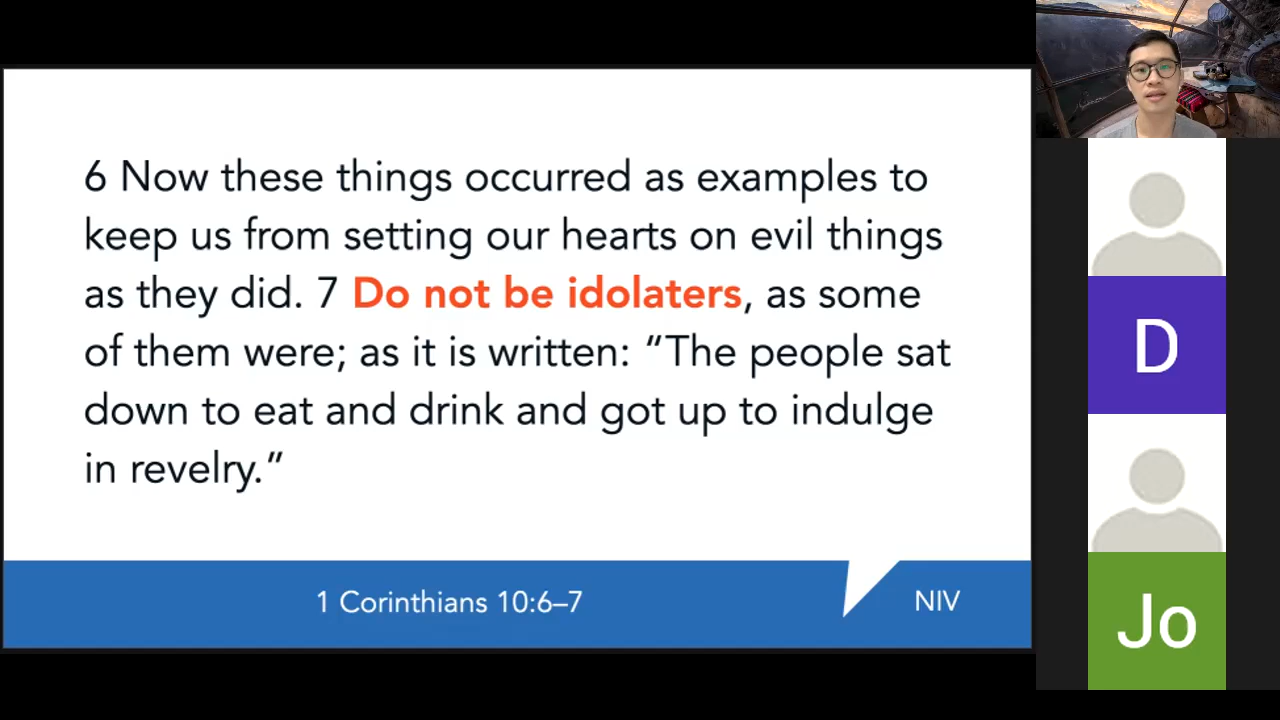 6 Now these things occurred as examples to
keep us from setting our hearts on evil things
as they did. 7 Do not be idolaters, as some
of them were; as it is written: “The people sat
down to eat and drink and got up to indulge
in revelry.”
1 Corinthians 10:6–7
NIV
D
Jo